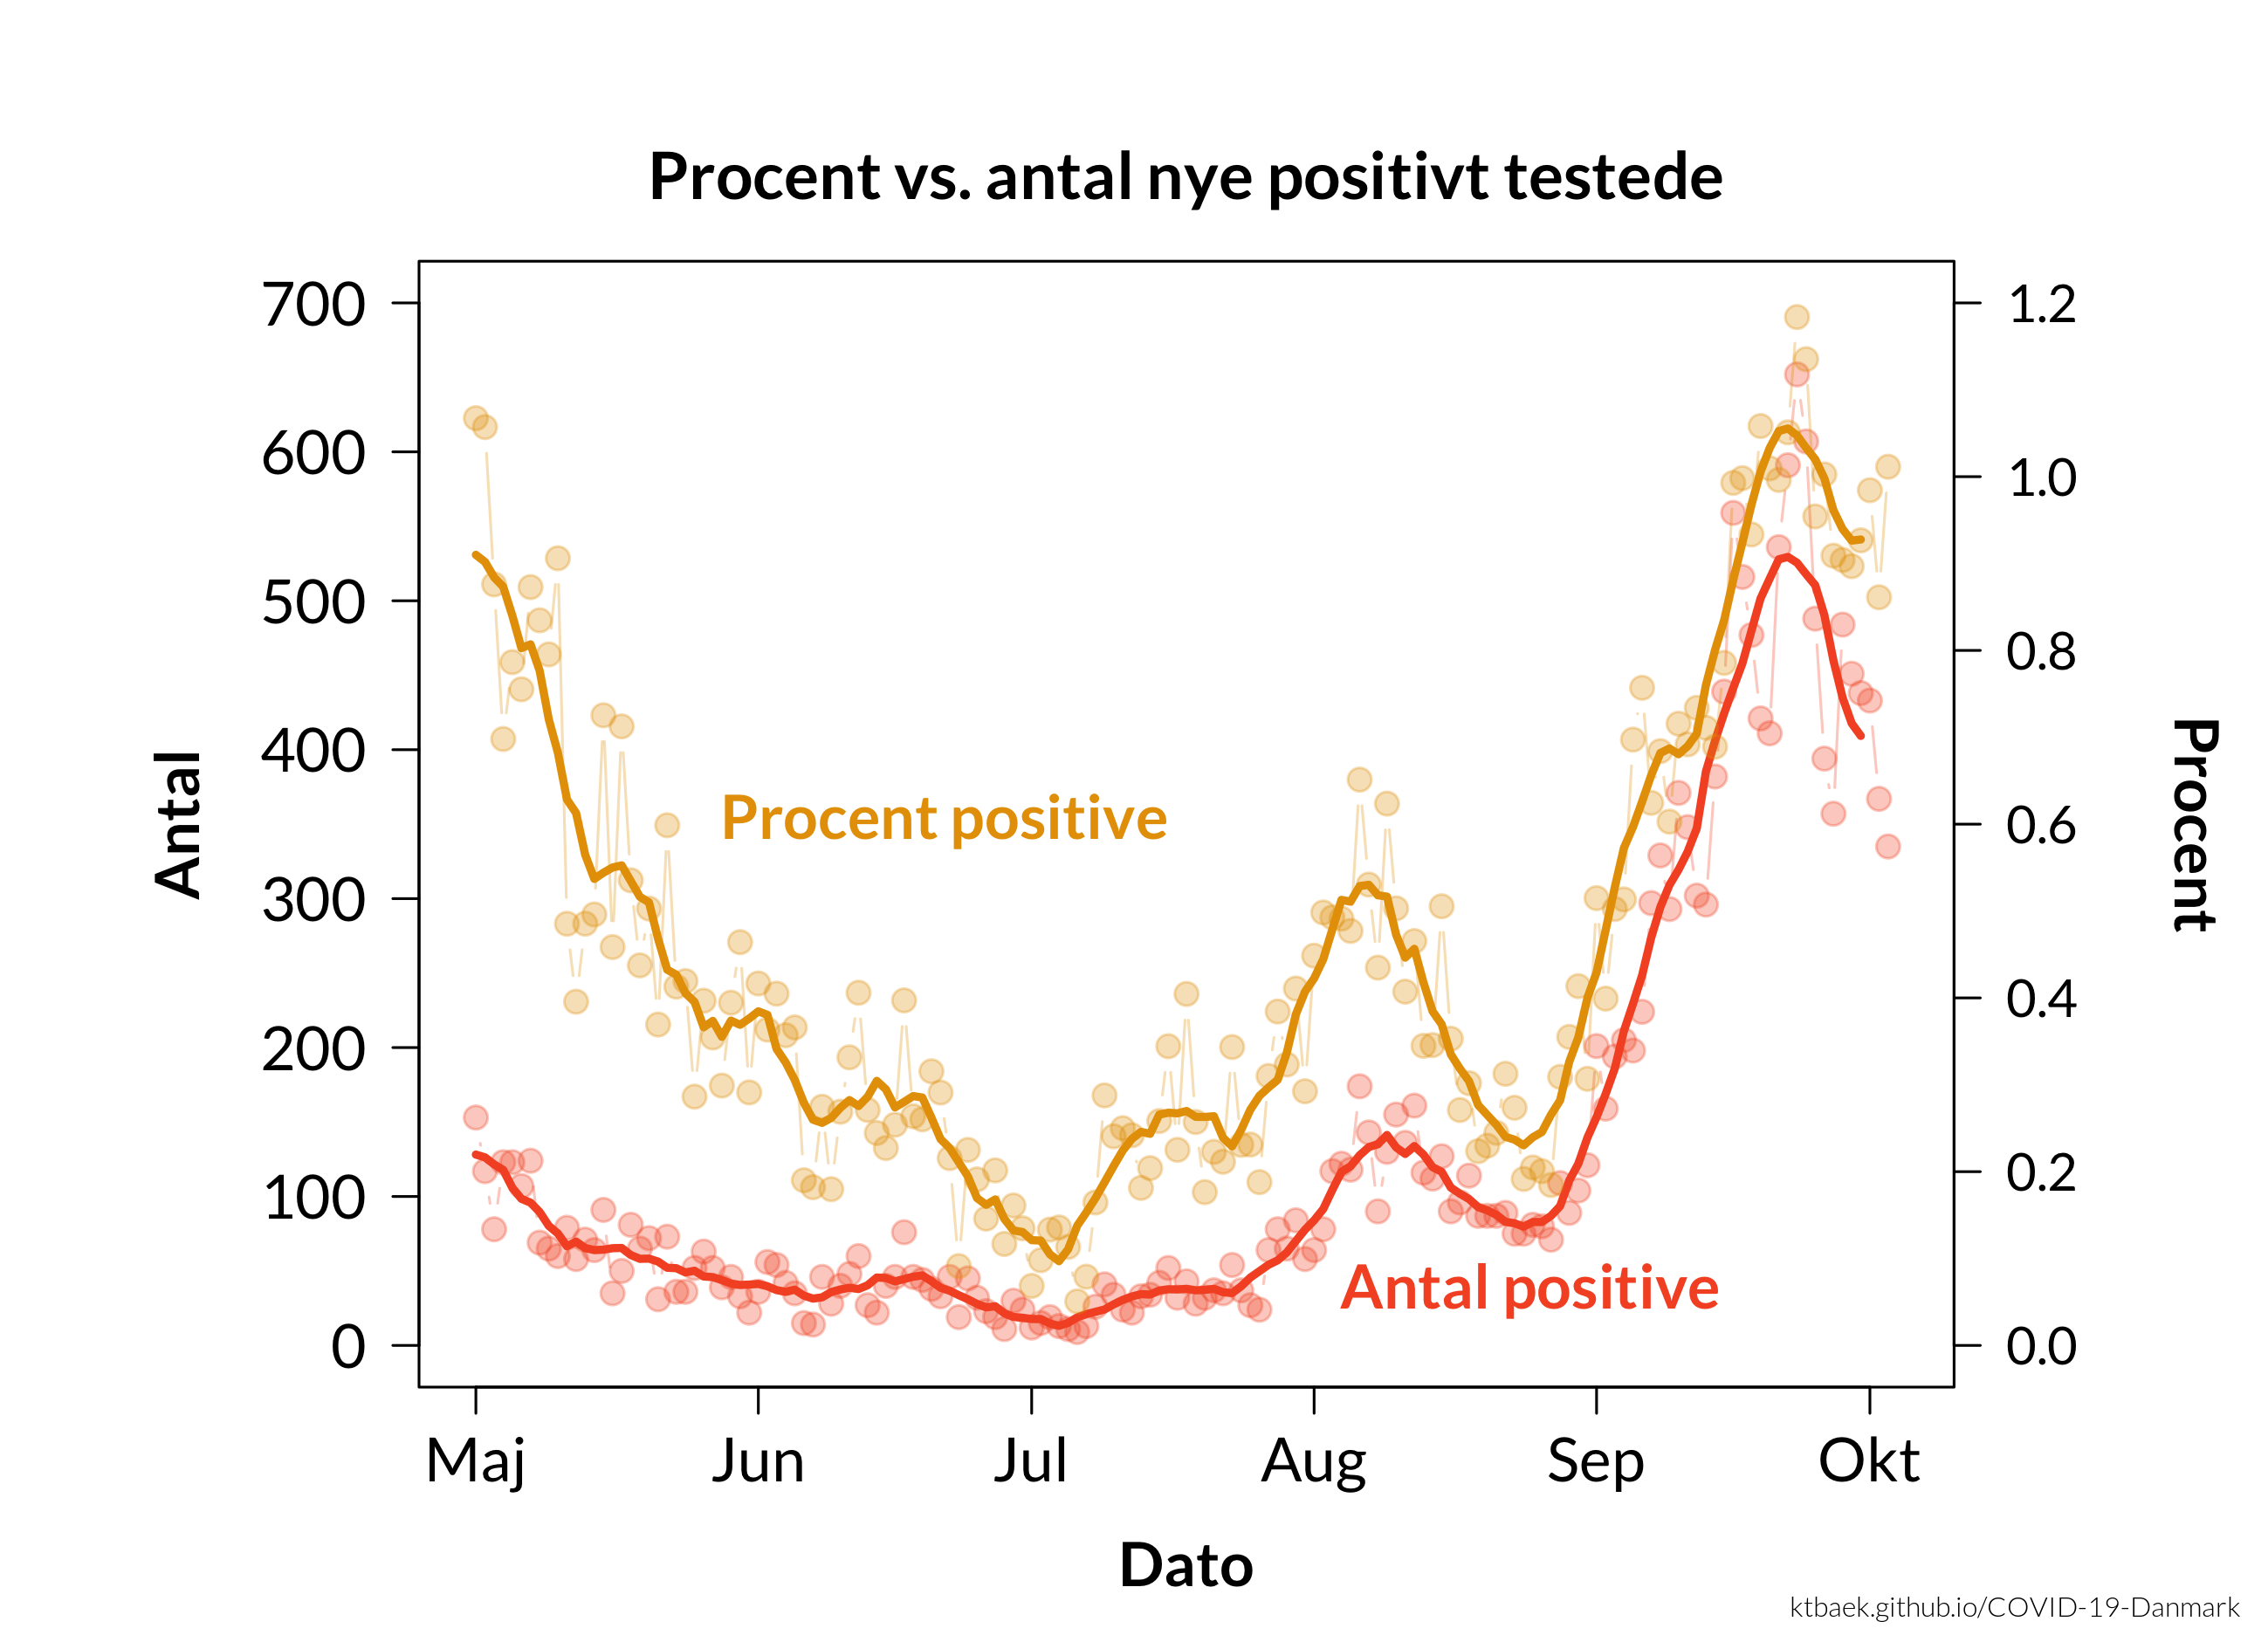 Procent vs. antal nye positivt testede
700
600
500
400
300
200
100
0
Antal
1.2
1.0
0.8
0.6
0.4
0.2
0.0
Procent
Procent positive
Antal positive
Maj Jun Jul Aug Sep Okt
Dato
ktbaek.github.io/COVID-19-Danmark